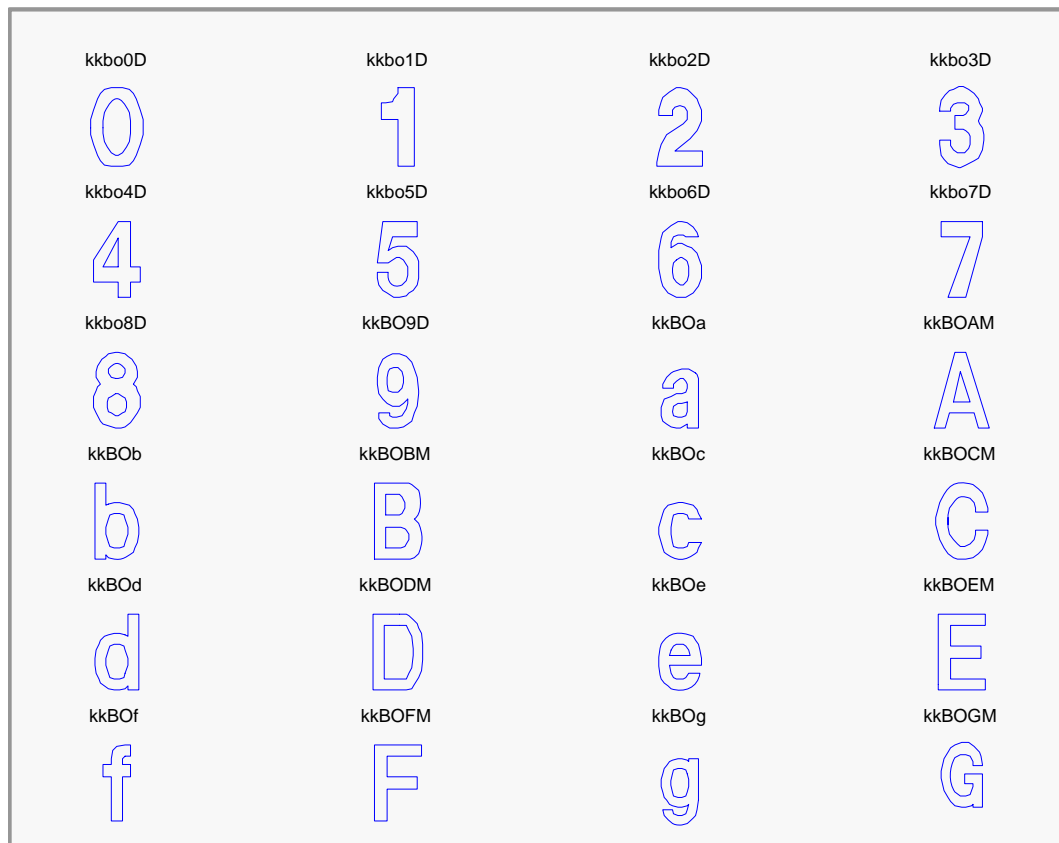 kkbo0D kkbo1D kkbo2D kkbo3D
0 1 2 3
kkbo4D kkbo5D kkbo6D kkbo7D
4 5 6 7
kkbo8D kkBO9D kkBOa kkBOAM
8 9 a A
kkBOb kkBOBM kkBOc kkBOCM
b B c C
kkBOd kkBODM kkBOe kkBOEM
d D e E
kkBOf kkBOFM kkBOg kkBOGM
f F g G